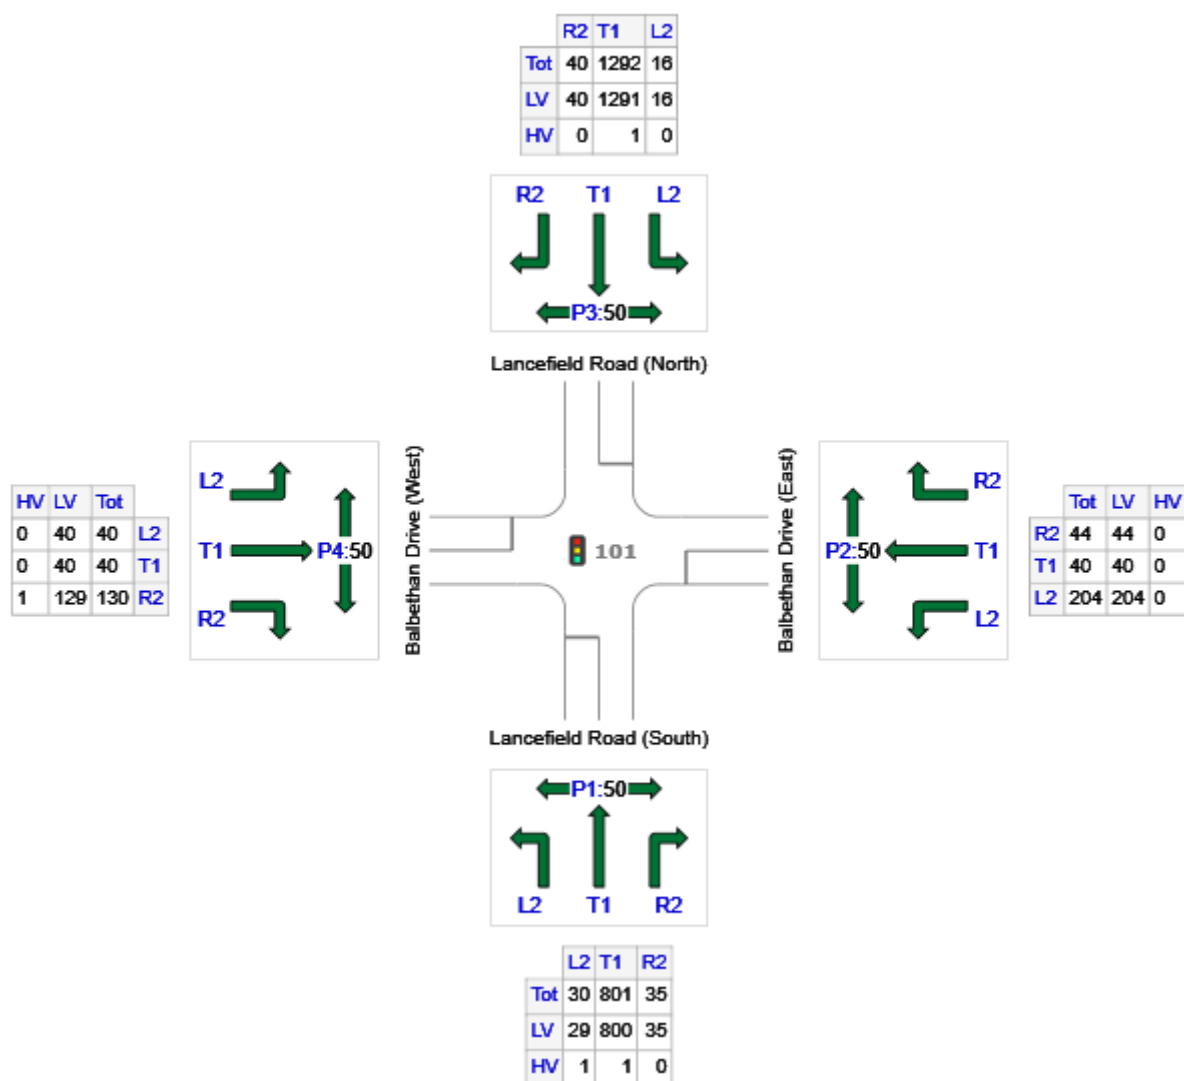 R2 T1 L2
Tot 40 1292 16
LV 40 1291 16
HV 0 1 0
R2 T1 L2
P3:50
Lancefield Road (North)
HV LV Tot
0 40 40 L2
0 40 40 T1
1 129 130 R2
L2
T1
R2
P4:50
Balbethan Drive (West)
101
Balbethan Drive (East)
P2:50
R2
T1
L2
Tot LV HV
R2 44 44 0
T1 40 40 0
L2 204 204 0
Lancefield Road (South)
P1:50
L2 T1 R2
L2 T1 R2
Tot 30 801 35
LV 29 800 35
HV 1 1 0